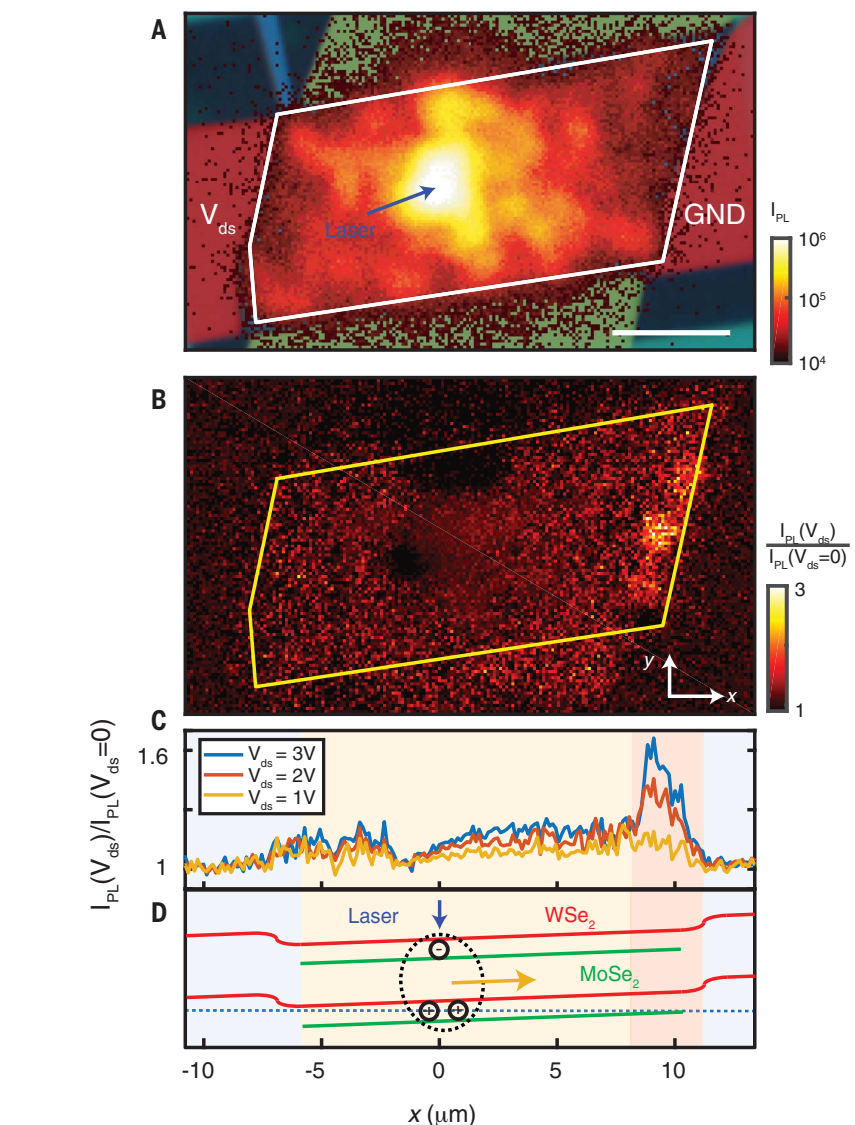 A
V_ds
Laser
GND
I_PL
10^6
10^5
10^4
B
y
x
I_PL(V_ds)
I_PL(V_ds=0)
3
1
C
I_PL(V_ds)/I_PL(V_ds=0)
1.6
1
V_ds = 3V
V_ds = 2V
V_ds = 1V
D
Laser
WSe₂
MoSe₂
-
+ +
-10 -5 0 5 10
x (μm)